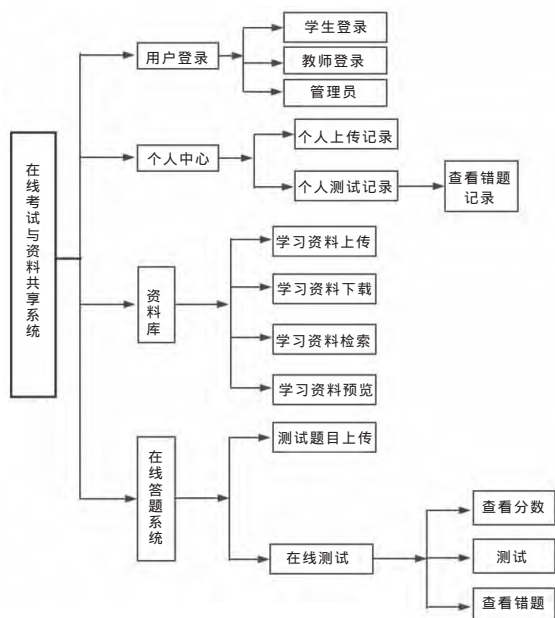 在线考试与资料共享系统
用户登录
学生登录
教师登录
管理员
个人中心
个人上传记录
个人测试记录
查看错题
记录
资料库
学习资料上传
学习资料下载
学习资料检索
学习资料预览
在线答题系统
测试题目上传
在线测试
查看分数
测试
查看错题